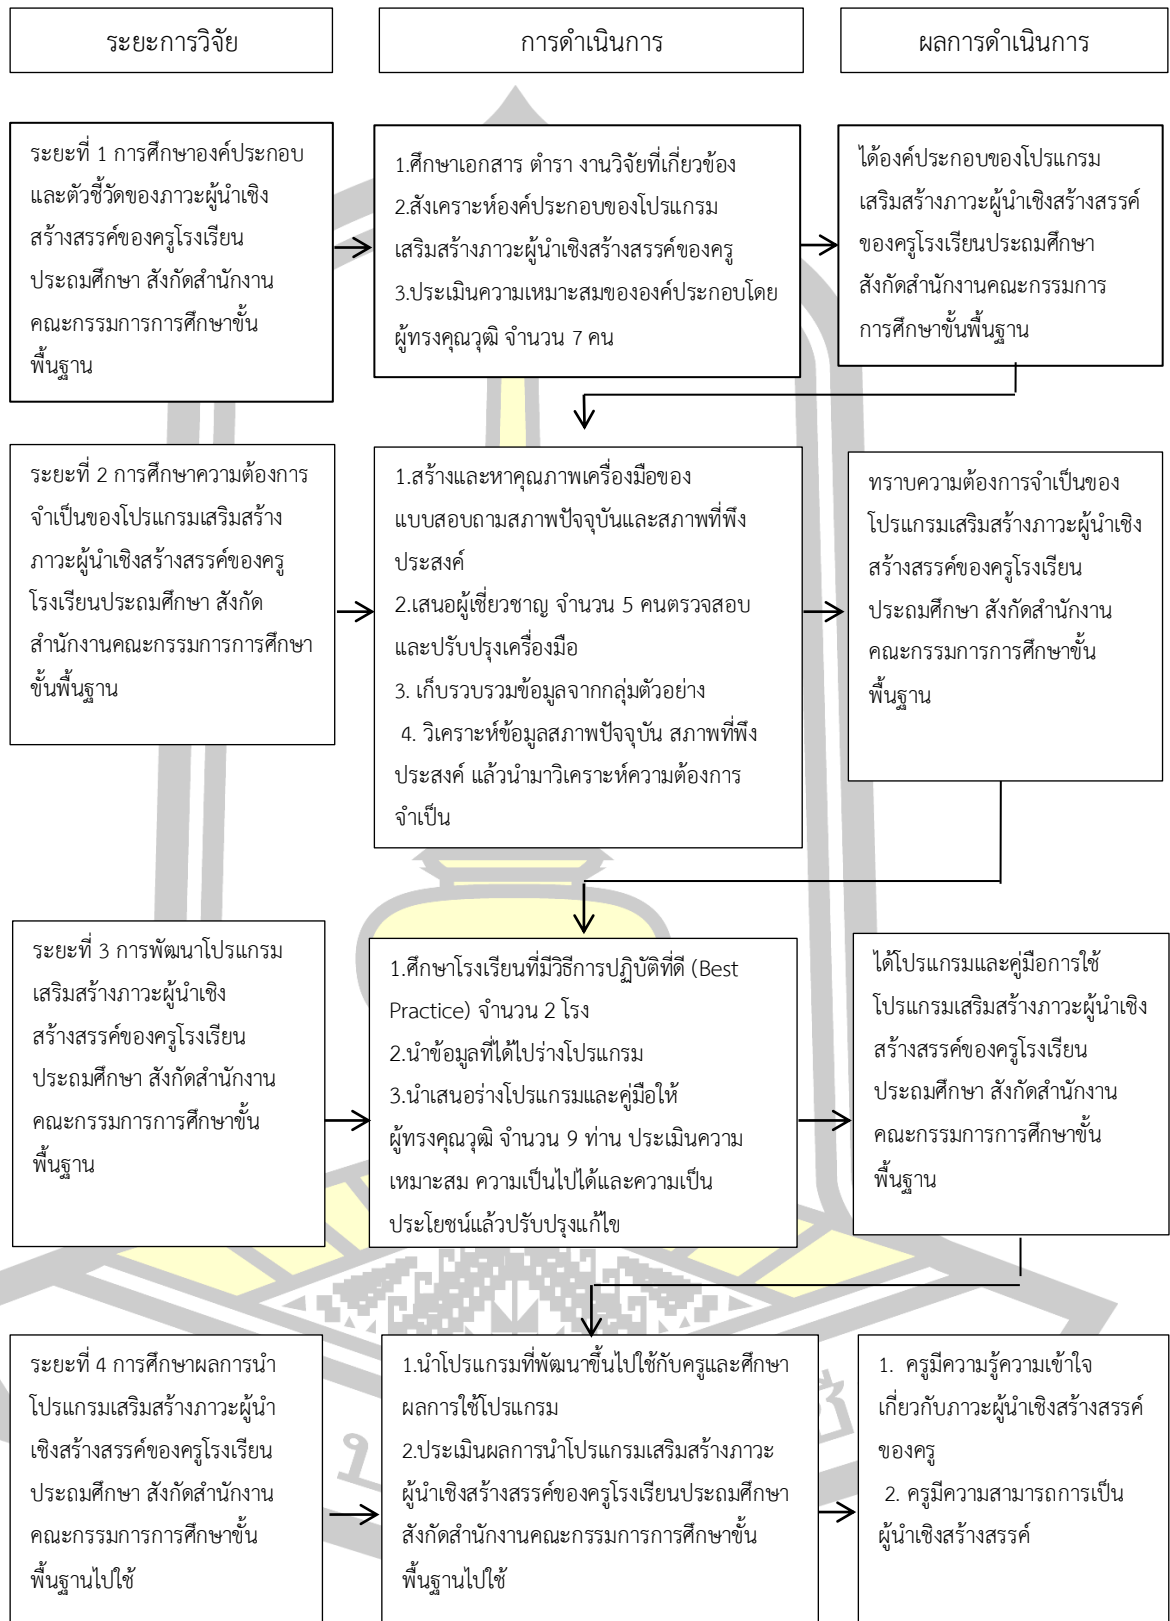 ระยะการวิจัย
การดำเนินการ
ผลการดำเนินการ
ระยะที่ 1 การศึกษาองค์ประกอบ
และตัวชี้วัดของภาวะผู้นำเชิง
สร้างสรรค์ของครูโรงเรียน
ประถมศึกษา สังกัดสำนักงาน
คณะกรรมการการศึกษาขั้น
พื้นฐาน
1.ศึกษาเอกสาร ตำรา งานวิจัยที่เกี่ยวข้อง
2.สังเคราะห์องค์ประกอบของโปรแกรม
เสริมสร้างภาวะผู้นำเชิงสร้างสรรค์ของครู
3.ประเมินความเหมาะสมขององค์ประกอบโดย
ผู้ทรงคุณวุฒิ จำนวน 7 คน
ได้องค์ประกอบของโปรแกรม
เสริมสร้างภาวะผู้นำเชิงสร้างสรรค์
ของครูโรงเรียนประถมศึกษา
สังกัดสำนักงานคณะกรรมการ
การศึกษาขั้นพื้นฐาน
ระยะที่ 2 การศึกษาความต้องการ
จำเป็นของโปรแกรมเสริมสร้าง
ภาวะผู้นำเชิงสร้างสรรค์ของครู
โรงเรียนประถมศึกษา สังกัด
สำนักงานคณะกรรมการการศึกษา
ขั้นพื้นฐาน
1.สร้างและหาคุณภาพเครื่องมือของ
แบบสอบถามสภาพปัจจุบันและสภาพที่พึง
ประสงค์
2.เสนอผู้เชี่ยวชาญ จำนวน 5 คนตรวจสอบ
และปรับปรุงเครื่องมือ
3. เก็บรวบรวมข้อมูลจากกลุ่มตัวอย่าง
4. วิเคราะห์ข้อมูลสภาพปัจจุบัน สภาพที่พึง
ประสงค์ แล้วนำมาวิเคราะห์ความต้องการ
จำเป็น
ทราบความต้องการจำเป็นของ
โปรแกรมเสริมสร้างภาวะผู้นำเชิง
สร้างสรรค์ของครูโรงเรียน
ประถมศึกษา สังกัดสำนักงาน
คณะกรรมการการศึกษาขั้น
พื้นฐาน
ระยะที่ 3 การพัฒนาโปรแกรม
เสริมสร้างภาวะผู้นำเชิง
สร้างสรรค์ของครูโรงเรียน
ประถมศึกษา สังกัดสำนักงาน
คณะกรรมการการศึกษาขั้น
พื้นฐาน
1.ศึกษาโรงเรียนที่มีวิธีการปฏิบัติที่ดี (Best
Practice) จำนวน 2 โรง
2.นำข้อมูลที่ได้ไปร่างโปรแกรม
3.นำเสนอร่างโปรแกรมและคู่มือให้
ผู้ทรงคุณวุฒิ จำนวน 9 ท่าน ประเมินความ
เหมาะสม ความเป็นไปได้และความเป็น
ประโยชน์แล้วปรับปรุงแก้ไข
ได้โปรแกรมและคู่มือการใช้
โปรแกรมเสริมสร้างภาวะผู้นำเชิง
สร้างสรรค์ของครูโรงเรียน
ประถมศึกษา สังกัดสำนักงาน
คณะกรรมการการศึกษาขั้น
พื้นฐาน
ระยะที่ 4 การศึกษาผลการนำ
โปรแกรมเสริมสร้างภาวะผู้นำ
เชิงสร้างสรรค์ของครูโรงเรียน
ประถมศึกษา สังกัดสำนักงาน
คณะกรรมการการศึกษาขั้น
พื้นฐานไปใช้
1.นำโปรแกรมที่พัฒนาขึ้นไปใช้กับครูและศึกษา
ผลการใช้โปรแกรม
2.ประเมินผลการนำโปรแกรมเสริมสร้างภาวะ
ผู้นำเชิงสร้างสรรค์ของครูโรงเรียนประถมศึกษา
สังกัดสำนักงานคณะกรรมการการศึกษาขั้น
พื้นฐานไปใช้
1. ครูมีความรู้ความเข้าใจ
เกี่ยวกับภาวะผู้นำเชิงสร้างสรรค์
ของครู
2. ครูมีความสามารถการเป็น
ผู้นำเชิงสร้างสรรค์